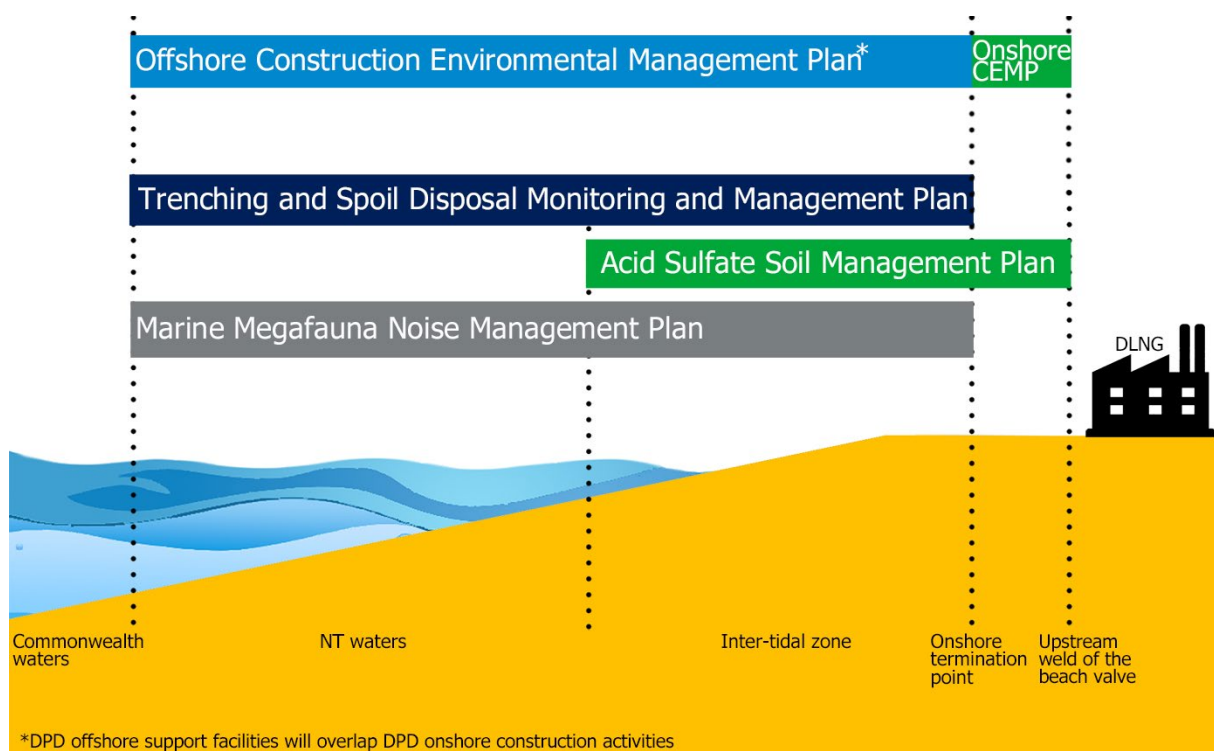 Offshore Construction Environmental Management Plan*
Onshore
CEMP
Trenching and Spoil Disposal Monitoring and Management Plan
Acid Sulfate Soil Management Plan
Marine Megafauna Noise Management Plan
DLNG
Commonwealth
waters
NT waters
Inter-tidal zone
Onshore
termination
point
Upstream
weld of the
beach valve
*DPD offshore support facilities will overlap DPD onshore construction activities